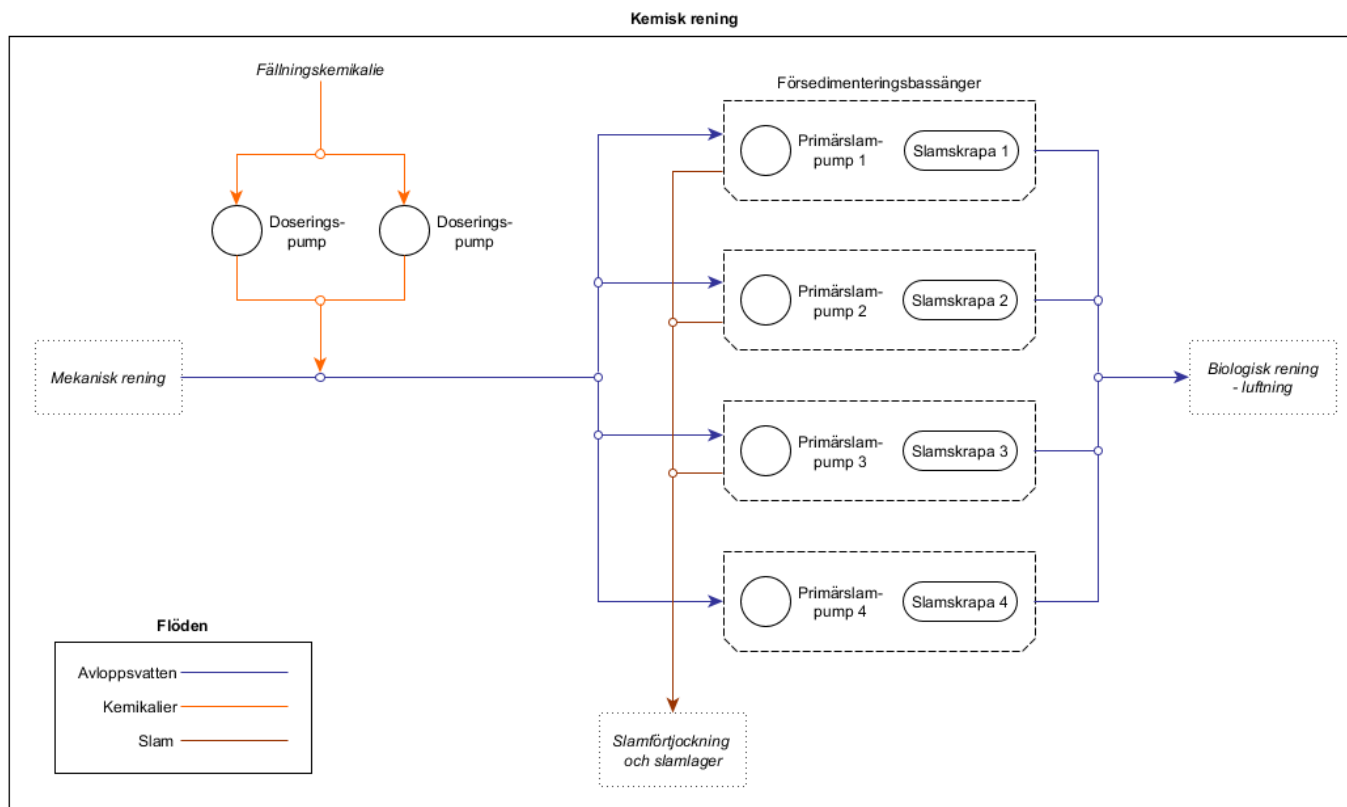 Kemisk rening
Fällningskemikalie
Doserings-
pump
Doserings-
pump
Mekanisk rening
Försedimenteringsbassänger
Primärslam-
pump 1
Slamskrapa 1
Primärslam-
pump 2
Slamskrapa 2
Primärslam-
pump 3
Slamskrapa 3
Primärslam-
pump 4
Slamskrapa 4
Biologisk rening
- luftning
Slamförtjockning
och slamlager
Flöden
Avloppsvatten
Kemikalier
Slam